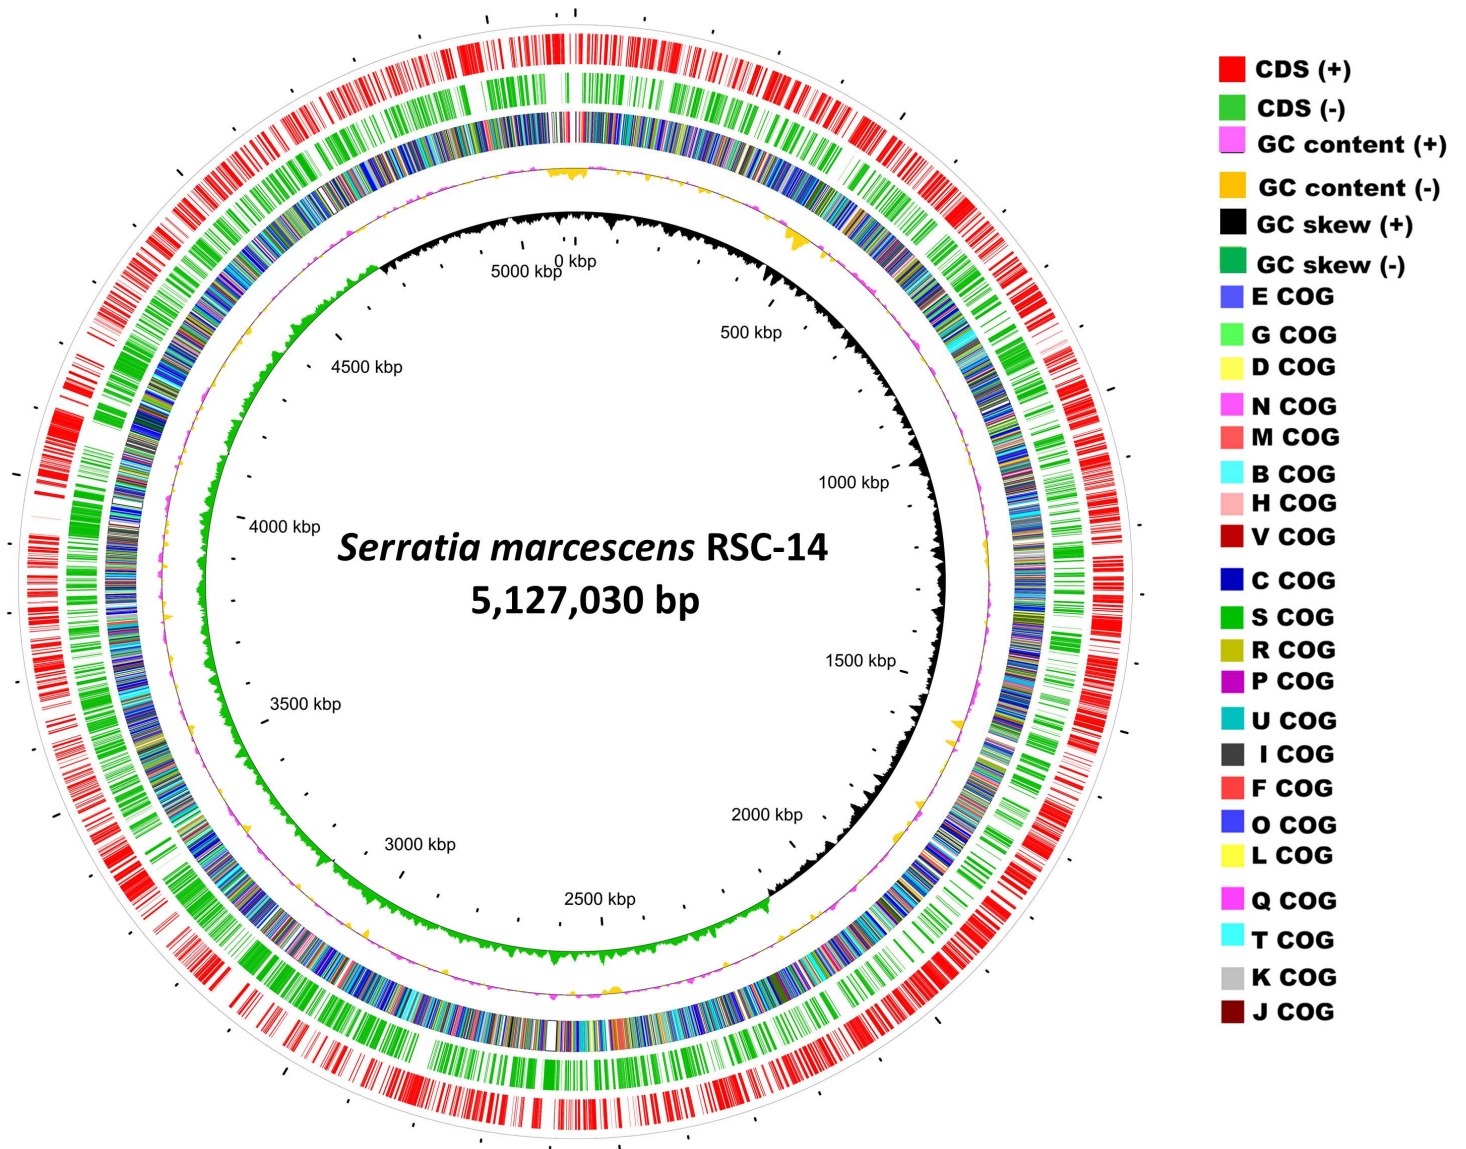 0 kbp
5000 kbp
500 kbp
4500 kbp
1000 kbp
4000 kbp
Serratia marcescens RSC-14
5,127,030 bp
1500 kbp
3500 kbp
2000 kbp
3000 kbp
2500 kbp
CDS (+)
CDS (-)
GC content (+)
GC content (-)
GC skew (+)
GC skew (-)
E COG
G COG
D COG
N COG
M COG
B COG
H COG
V COG
C COG
S COG
R COG
P COG
U COG
I COG
F COG
O COG
L COG
Q COG
T COG
K COG
J COG